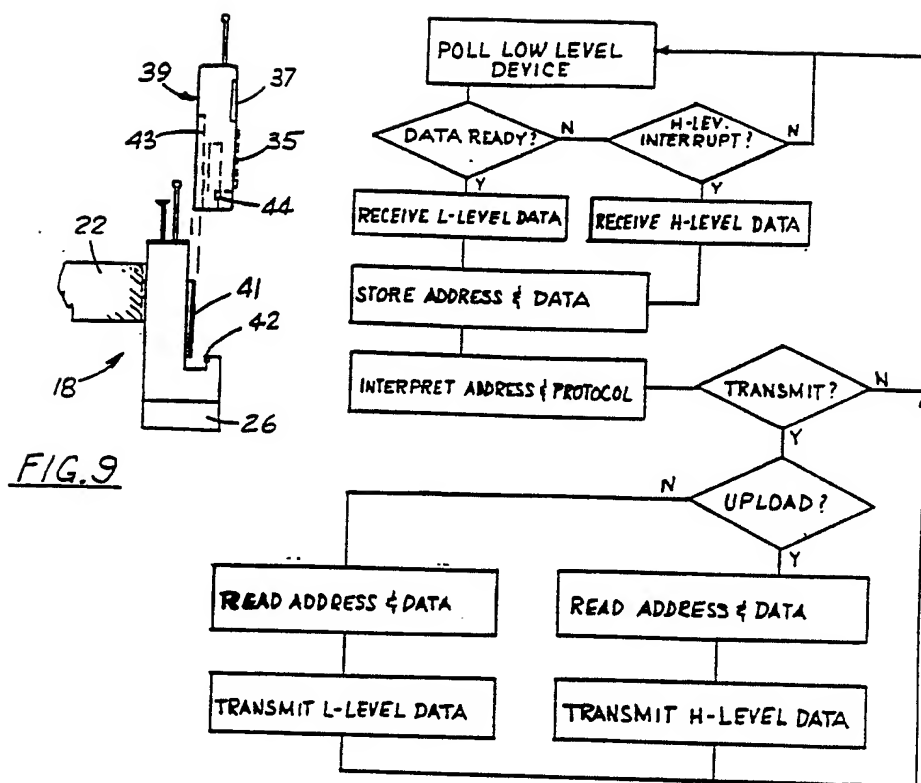 39
37
43
35
44
22
41
42
18
26
FIG.9
POLL LOW LEVEL
DEVICE
DATA READY?
N
H-LEV.
INTERRUPT?
N
Y
Y
RECEIVE L-LEVEL DATA
RECEIVE H-LEVEL DATA
STORE ADDRESS & DATA
INTERPRET ADDRESS & PROTOCOL
TRANSMIT?
N
Y
N
UPLOAD?
Y
READ ADDRESS & DATA
READ ADDRESS & DATA
TRANSMIT L-LEVEL DATA
TRANSMIT H-LEVEL DATA